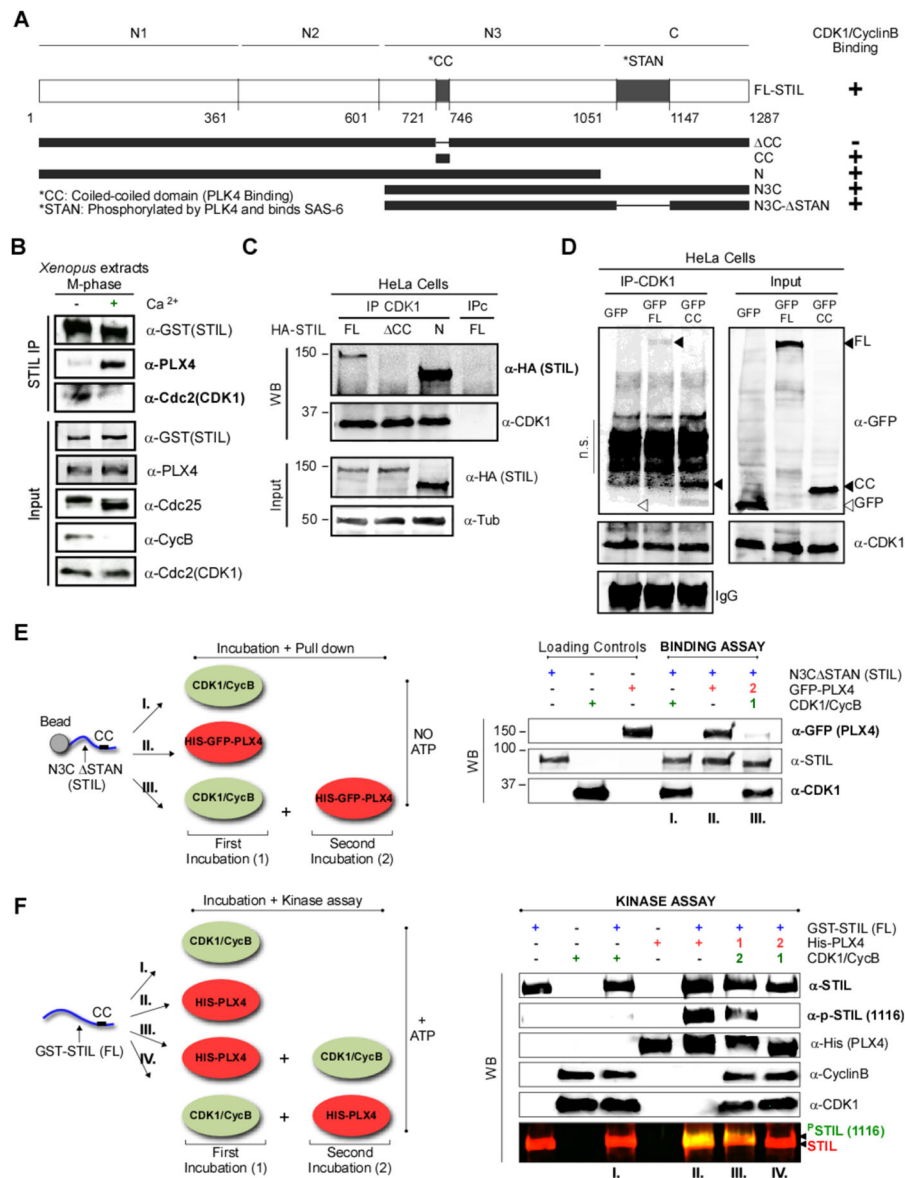 A
N1 N2 N3 C CDK1/CyclinB Binding
*CC *STAN
FL-STIL +
1 361 601 721 746 1051 1147 1287
ΔCC -
CC +
N +
*CC: Coiled-coiled domain (PLK4 Binding) N3C +
*STAN: Phosphorylated by PLK4 and binds SAS-6 N3C-ΔSTAN +
B
Xenopus extracts
M-phase
- + Ca 2+
STIL IP
α-GST(STIL)
α-PLX4
α-Cdc2(CDK1)
Input
α-GST(STIL)
α-PLX4
α-Cdc25
α-CycB
α-Cdc2(CDK1)
C
HeLa Cells
IP CDK1 IPc
HA-STIL FL ΔCC N FL
WB
150 α-HA (STIL)
37 α-CDK1
Input
150 α-HA (STIL)
50 α-Tub
D
HeLa Cells
IP-CDK1 Input
GFP GFP FL GFP CC GFP GFP FL GFP CC
FL
n.s.
α-GFP
CC
GFP
α-CDK1
IgG
E
Incubation + Pull down
CDK1/CycB
Bead CC I.
II. HIS-GFP-PLX4
N3C ΔSTAN (STIL)
III. CDK1/CycB + HIS-GFP-PLX4
NO ATP
First Incubation (1) Second Incubation (2)
Loading Controls BINDING ASSAY
+ - - + + + N3CΔSTAN (STIL)
- - + - + 2 GFP-PLX4
- + - + - 1 CDK1/CycB
WB
150 α-GFP (PLX4)
100 α-STIL
37 α-CDK1
I. II. III.
F
Incubation + Kinase assay
CDK1/CycB
I.
CC II. HIS-PLX4
III.
GST-STIL (FL) IV. HIS-PLX4 + CDK1/CycB
CDK1/CycB + HIS-PLX4
+ ATP
First Incubation (1) Second Incubation (2)
KINASE ASSAY
+ - + - + + + GST-STIL (FL)
- - - + + 1 2 His-PLX4
- + + - - 2 1 CDK1/CycB
WB
α-STIL
α-p-STIL (1116)
α-His (PLX4)
α-CyclinB
α-CDK1
PSTIL (1116)
STIL
I. II. III. IV.